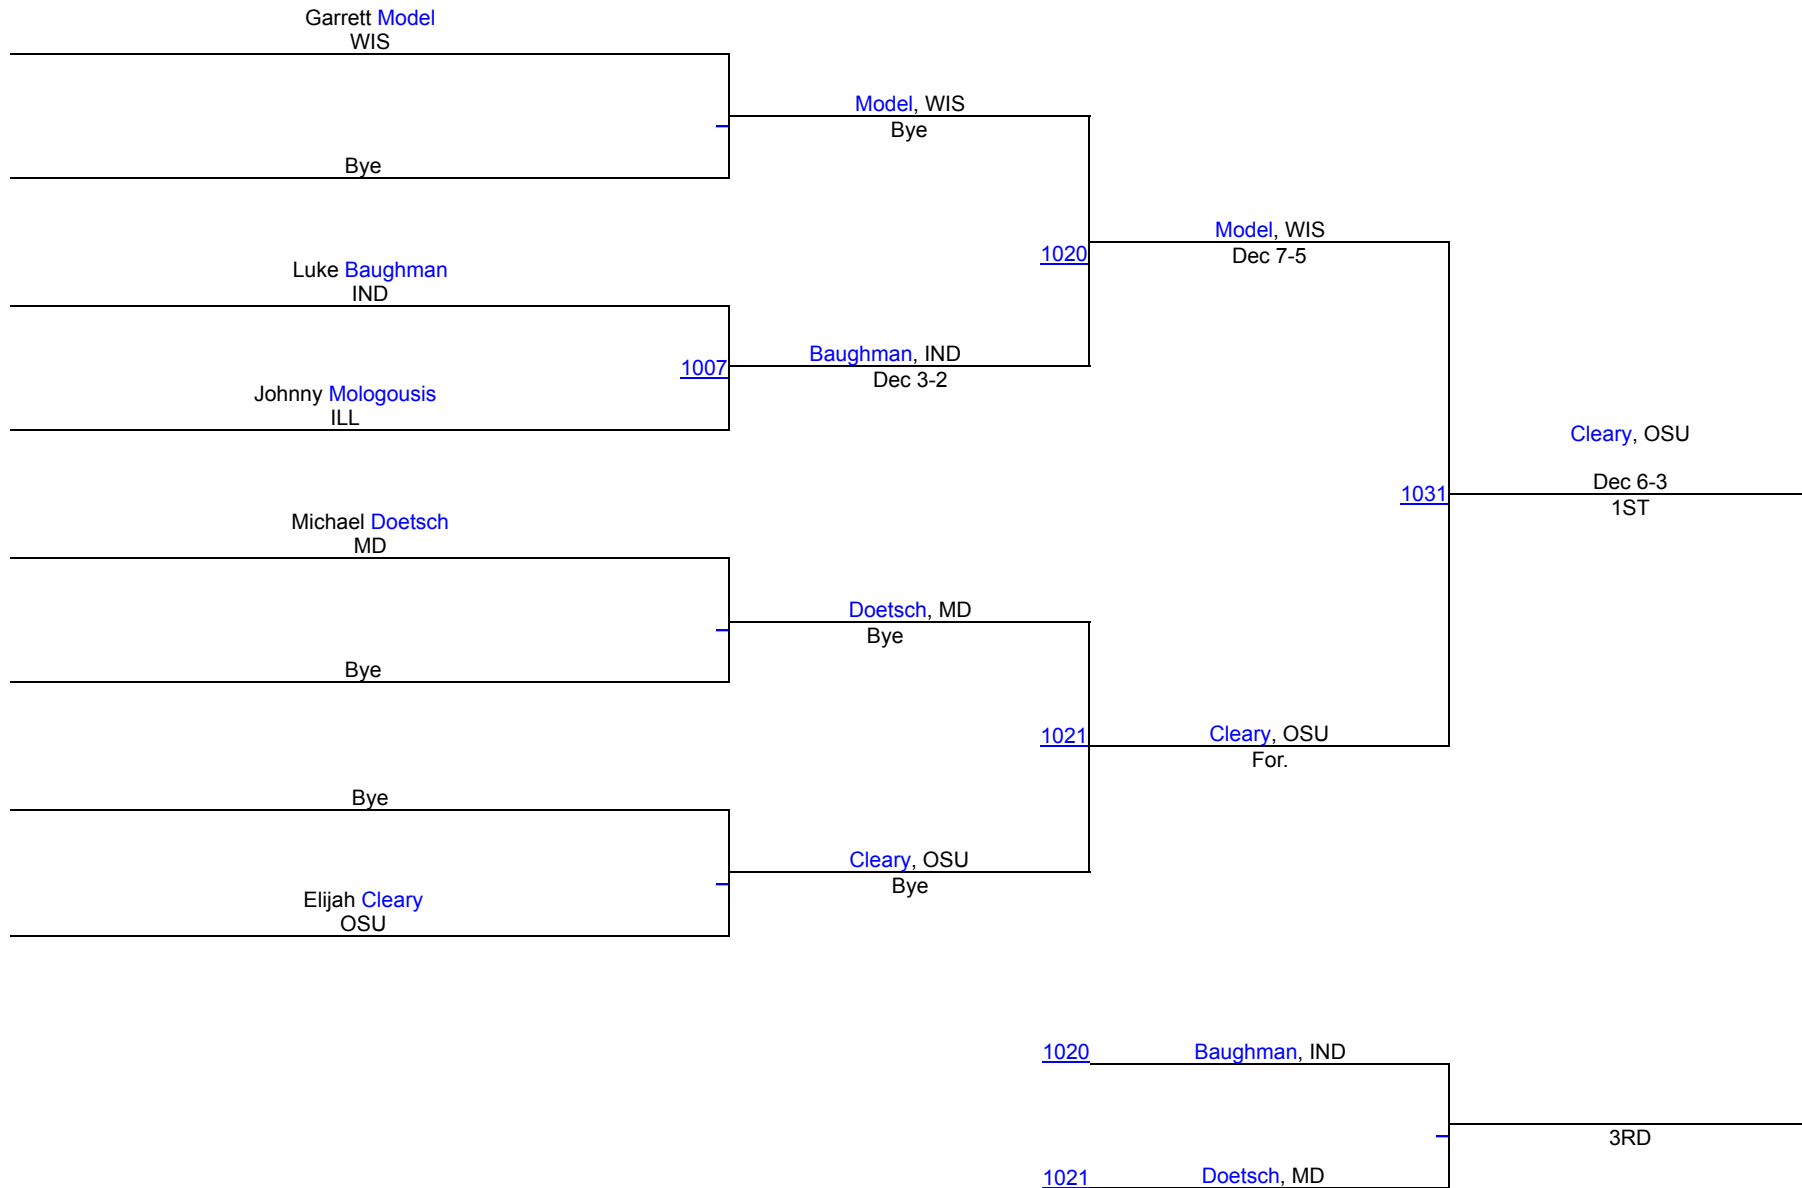 Garrett Model
WIS
Model, WIS
Bye
Bye
Model, WIS
Dec 7-5
1020
Luke Baughman
IND
Baughman, IND
Dec 3-2
1007
Johnny Mologousis
ILL
Cleary, OSU
Dec 6-3
1ST
1031
Michael Doetsch
MD
Doetsch, MD
Bye
Bye
1021
Cleary, OSU
For.
Bye
Cleary, OSU
Bye
Elijah Cleary
OSU
1020 Baughman, IND
3RD
1021 Doetsch, MD